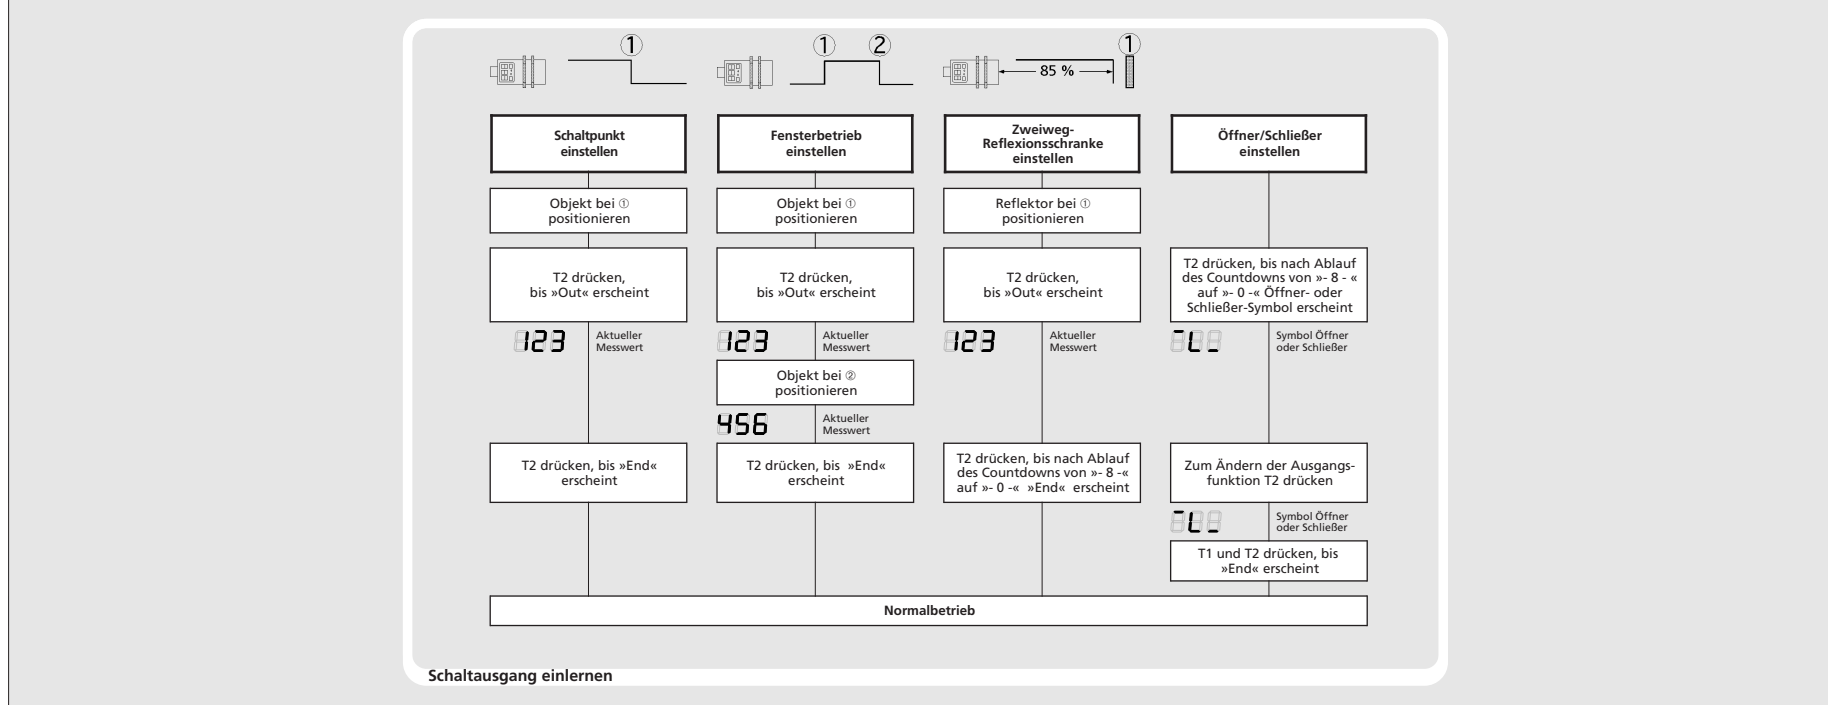 ①
① ②
①
85 %
Schaltpunkt
einstellen
Objekt bei ①
positionieren
T2 drücken,
bis »Out« erscheint
123
Aktueller
Messwert
T2 drücken, bis »End«
erscheint
Fensterbetrieb
einstellen
Objekt bei ①
positionieren
T2 drücken,
bis »Out« erscheint
123
Aktueller
Messwert
Objekt bei ②
positionieren
456
Aktueller
Messwert
T2 drücken, bis »End«
erscheint
Zweiweg-
Reflexionsschranke
einstellen
Reflektor bei ①
positionieren
T2 drücken,
bis »Out« erscheint
123
Aktueller
Messwert
T2 drücken, bis nach Ablauf
des Countdowns von »- 8 -«
auf »- 0 -« »End« erscheint
Öffner/Schließer
einstellen
T2 drücken, bis nach Ablauf
des Countdowns von »- 8 - «
auf »- 0 -« Öffner- oder
Schließer-Symbol erscheint
Symbol Öffner
oder Schließer
Zum Ändern der Ausgangs-
funktion T2 drücken
Symbol Öffner
oder Schließer
T1 und T2 drücken, bis
»End« erscheint
Normalbetrieb
Schaltausgang einlernen